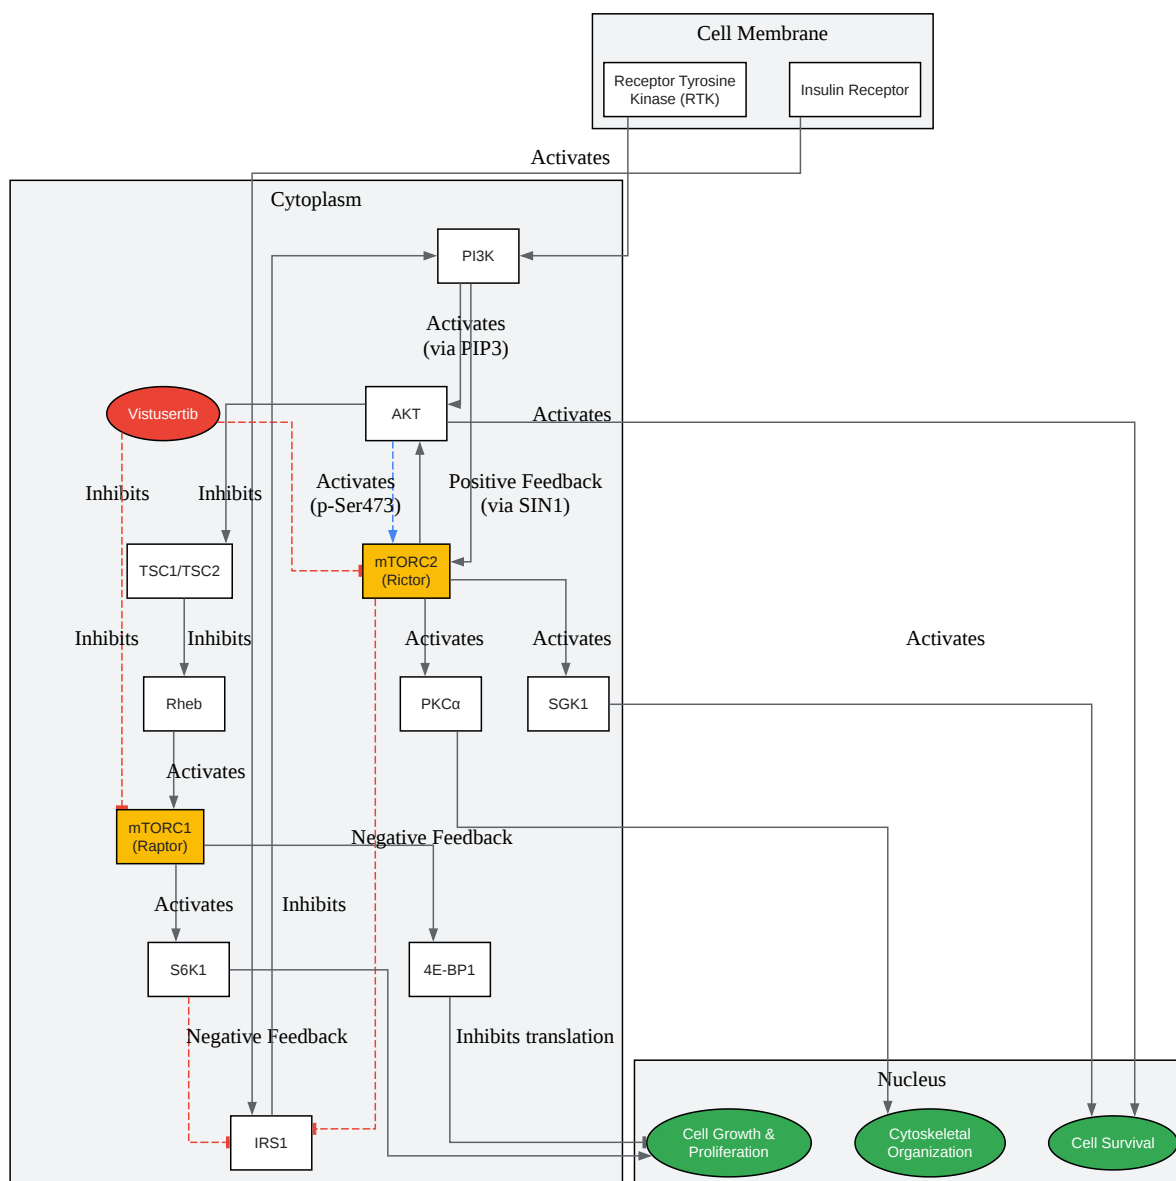 Cell Membrane
Receptor Tyrosine
Kinase (RTK)
Insulin Receptor
Activates
Cytoplasm
PI3K
Activates
(via PIP3)
Vistusertib
AKT
Activates
Inhibits
Inhibits
Activates
(p-Ser473)
Positive Feedback
(via SIN1)
TSC1/TSC2
mTORC2
(Rictor)
Inhibits
Inhibits
Activates
Activates
Activates
Rheb
PKCα
SGK1
Activates
mTORC1
(Raptor)
Negative Feedback
Activates
Inhibits
S6K1
4E-BP1
Negative Feedback
Inhibits translation
Nucleus
IRS1
Cell Growth &
Proliferation
Cytoskeletal
Organization
Cell Survival